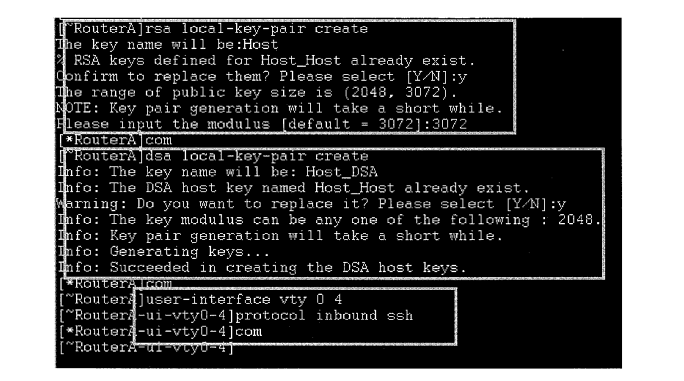 [~RouterA]rsa local-key-pair create
The key name will be:Host
% RSA keys defined for Host_Host already exist.
Confirm to replace them? Please select [Y/N]:y
The range of public key size is (2048, 3072).
NOTE: Key pair generation will take a short while.
Please input the modulus [default = 3072]:3072
[*RouterA]com
[~RouterA]dsa local-key-pair create
Info: The key name will be: Host_DSA
Info: The DSA host key named Host_Host already exist.
Warning: Do you want to replace it? Please select [Y/N]:y
Info: The key modulus can be any one of the following : 2048.
Info: Key pair generation will take a short while.
Info: Generating keys...
Info: Succeeded in creating the DSA host keys.
[*RouterA]com
[~RouterA]user-interface vty 0 4
[~RouterA-ui-vty0-4]protocol inbound ssh
[*RouterA-ui-vty0-4]com
[~RouterA-ui-vty0-4]